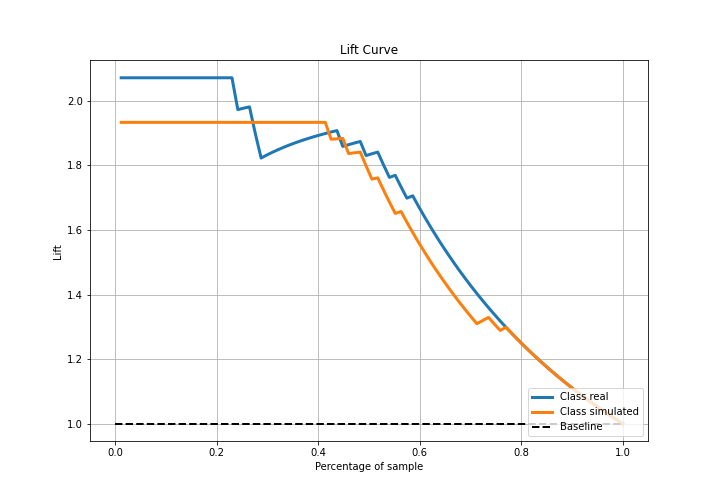 Lift Curve
Lift
2.0
1.8
1.6
1.4
1.2
1.0
0.0 0.2 0.4 0.6 0.8 1.0
Percentage of sample
Class real
Class simulated
Baseline